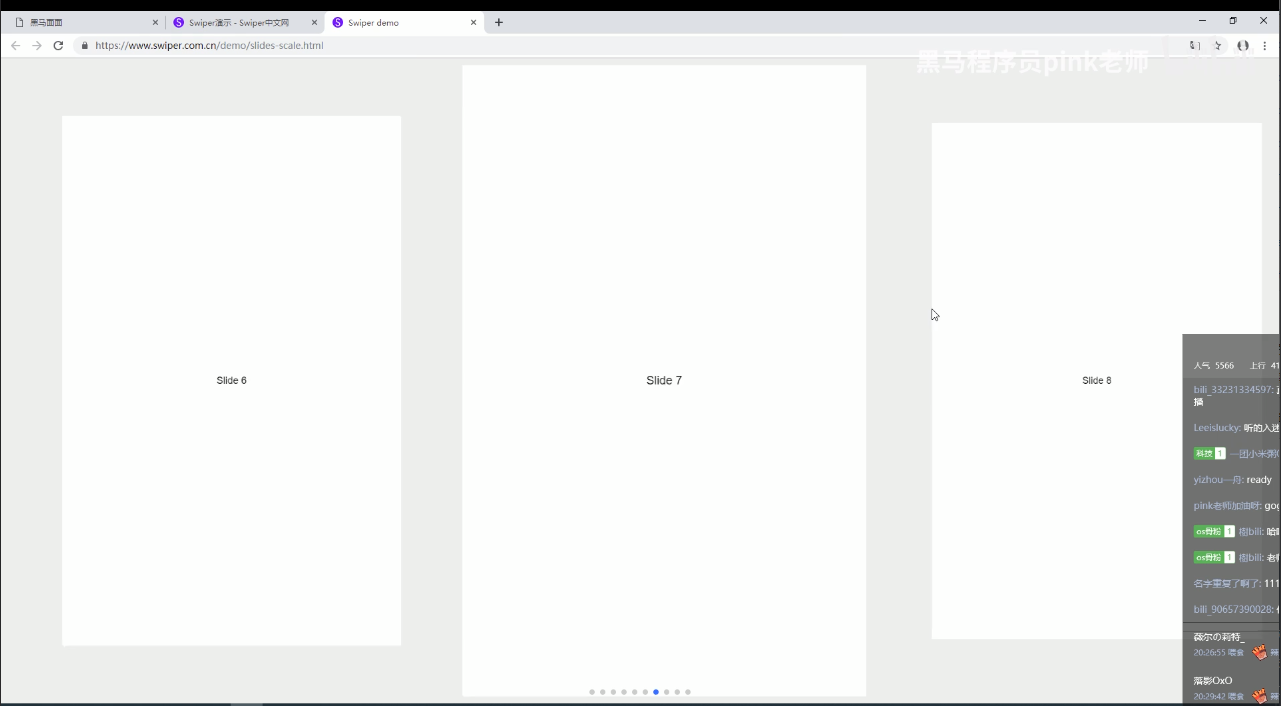 黑马面面
Swiper演示 - Swiper中文网
Swiper demo
https://www.swiper.com.cn/demo/slides-scale.html
黑马程序员pink老师
Slide 6
Slide 7
Slide 8
人气 5566 上行 41
bili_33231334597:
播
Leeislucky: 听的入迷
科技 1 一团小米粥
yizhou一舟: ready
pink老师加油呀: gog
os骨粉 1 樹bili: 哈
os骨粉 1 樹bili: 老
名字重复了啊了: 111
bili_90657390028:
薇尔の莉特_
20:26:55 喂食
落影OxO
20:29:42 喂食